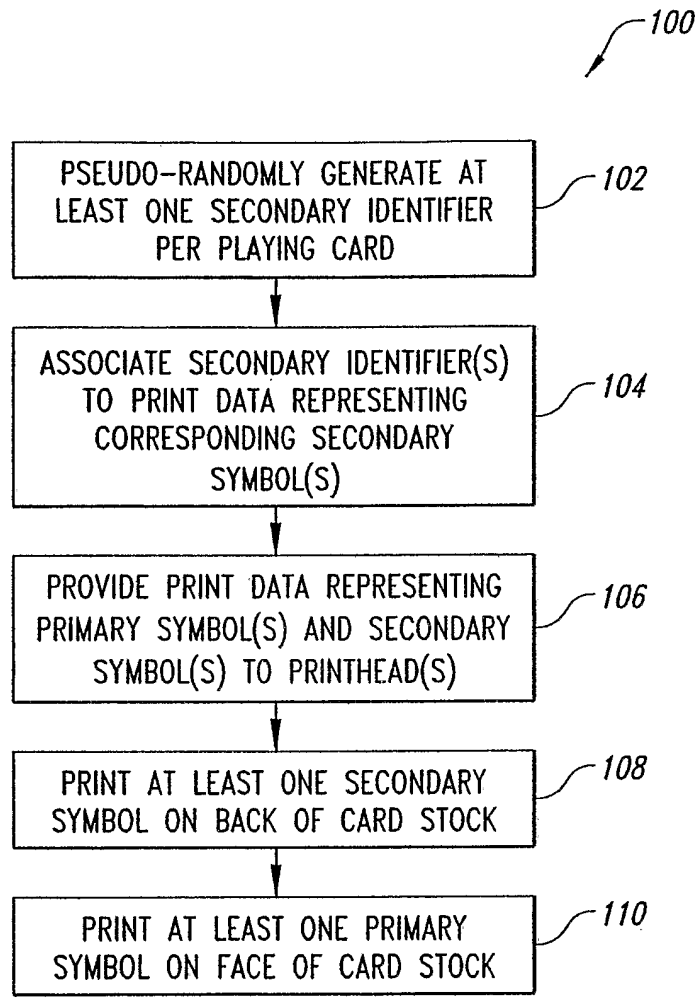 100
PSEUDO-RANDOMLY GENERATE AT
LEAST ONE SECONDARY IDENTIFIER
PER PLAYING CARD
102
ASSOCIATE SECONDARY IDENTIFIER(S)
TO PRINT DATA REPRESENTING
CORRESPONDING SECONDARY
SYMBOL(S)
104
PROVIDE PRINT DATA REPRESENTING
PRIMARY SYMBOL(S) AND SECONDARY
SYMBOL(S) TO PRINTHEAD(S)
106
PRINT AT LEAST ONE SECONDARY
SYMBOL ON BACK OF CARD STOCK
108
PRINT AT LEAST ONE PRIMARY
SYMBOL ON FACE OF CARD STOCK
110